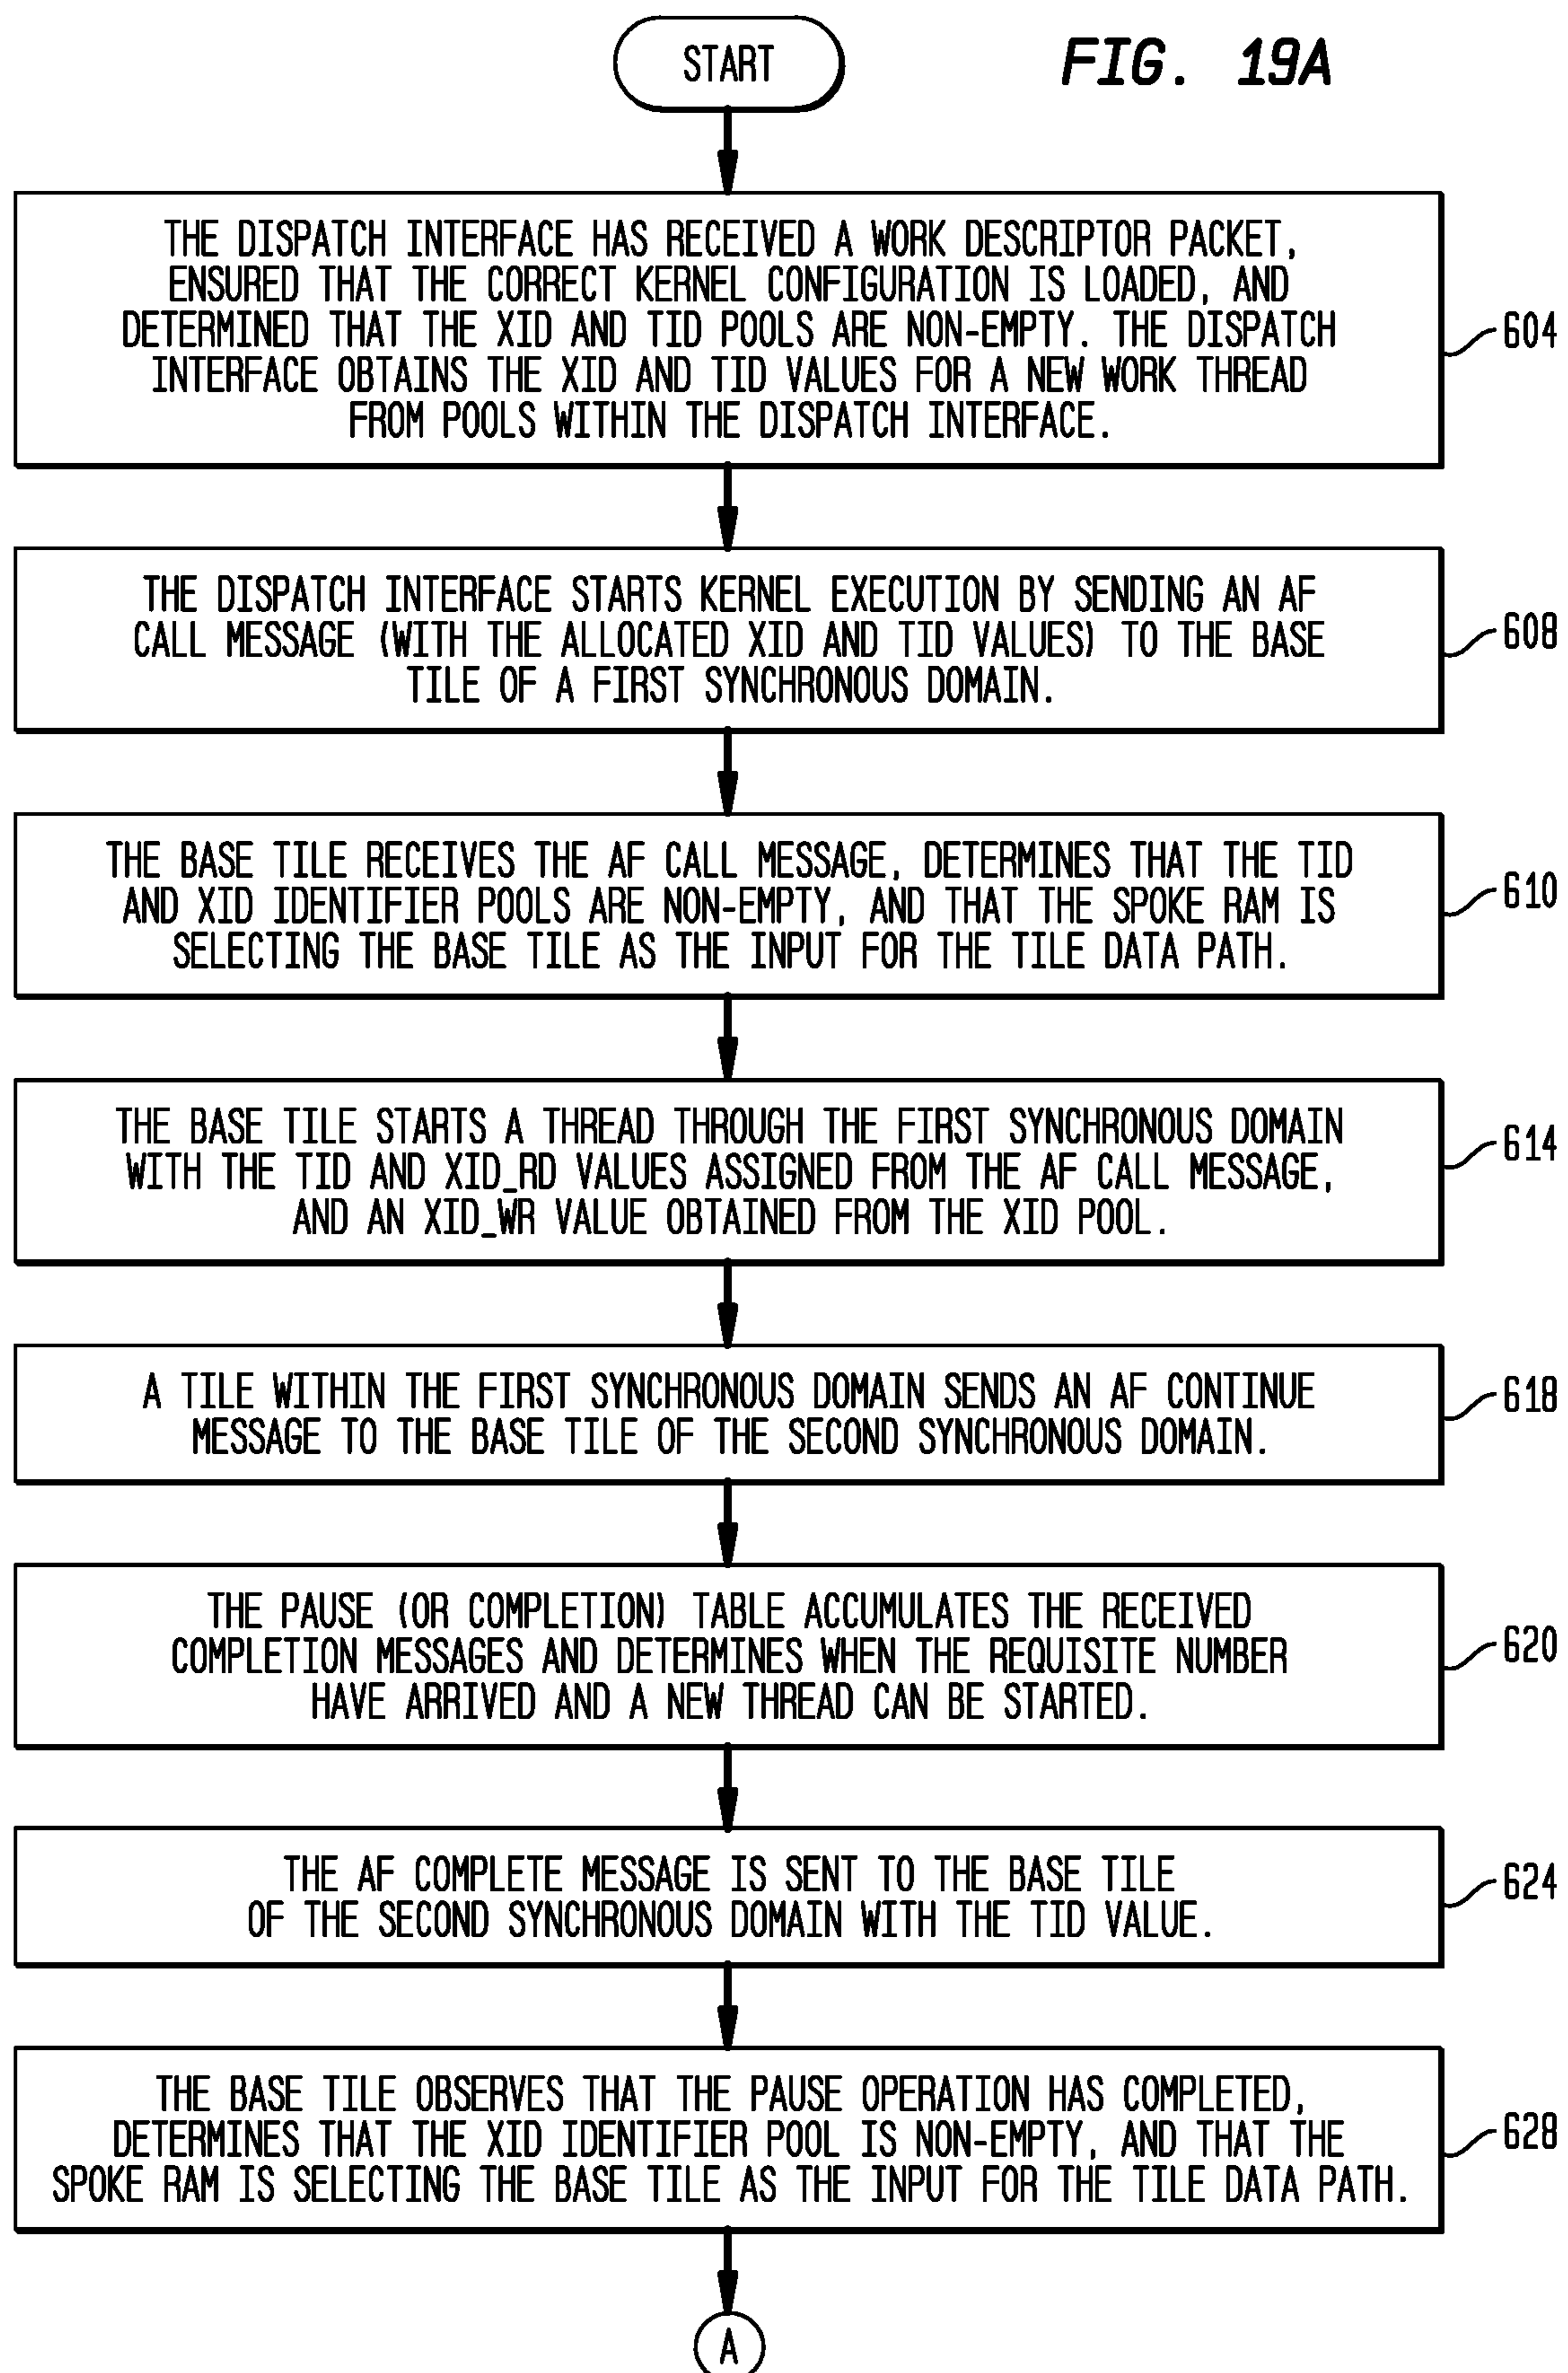 START
FIG. 19A
THE DISPATCH INTERFACE HAS RECEIVED A WORK DESCRIPTOR PACKET,
ENSURED THAT THE CORRECT KERNEL CONFIGURATION IS LOADED, AND
DETERMINED THAT THE XID AND TID POOLS ARE NON-EMPTY. THE DISPATCH
INTERFACE OBTAINS THE XID AND TID VALUES FOR A NEW WORK THREAD
FROM POOLS WITHIN THE DISPATCH INTERFACE.
604
THE DISPATCH INTERFACE STARTS KERNEL EXECUTION BY SENDING AN AF
CALL MESSAGE (WITH THE ALLOCATED XID AND TID VALUES) TO THE BASE
TILE OF A FIRST SYNCHRONOUS DOMAIN.
608
THE BASE TILE RECEIVES THE AF CALL MESSAGE, DETERMINES THAT THE TID
AND XID IDENTIFIER POOLS ARE NON-EMPTY, AND THAT THE SPOKE RAM IS
SELECTING THE BASE TILE AS THE INPUT FOR THE TILE DATA PATH.
610
THE BASE TILE STARTS A THREAD THROUGH THE FIRST SYNCHRONOUS DOMAIN
WITH THE TID AND XID_RD VALUES ASSIGNED FROM THE AF CALL MESSAGE,
AND AN XID_WR VALUE OBTAINED FROM THE XID POOL.
614
A TILE WITHIN THE FIRST SYNCHRONOUS DOMAIN SENDS AN AF CONTINUE
MESSAGE TO THE BASE TILE OF THE SECOND SYNCHRONOUS DOMAIN.
618
THE PAUSE (OR COMPLETION) TABLE ACCUMULATES THE RECEIVED
COMPLETION MESSAGES AND DETERMINES WHEN THE REQUISITE NUMBER
HAVE ARRIVED AND A NEW THREAD CAN BE STARTED.
620
THE AF COMPLETE MESSAGE IS SENT TO THE BASE TILE
OF THE SECOND SYNCHRONOUS DOMAIN WITH THE TID VALUE.
624
THE BASE TILE OBSERVES THAT THE PAUSE OPERATION HAS COMPLETED,
DETERMINES THAT THE XID IDENTIFIER POOL IS NON-EMPTY, AND THAT THE
SPOKE RAM IS SELECTING THE BASE TILE AS THE INPUT FOR THE TILE DATA PATH.
628
A